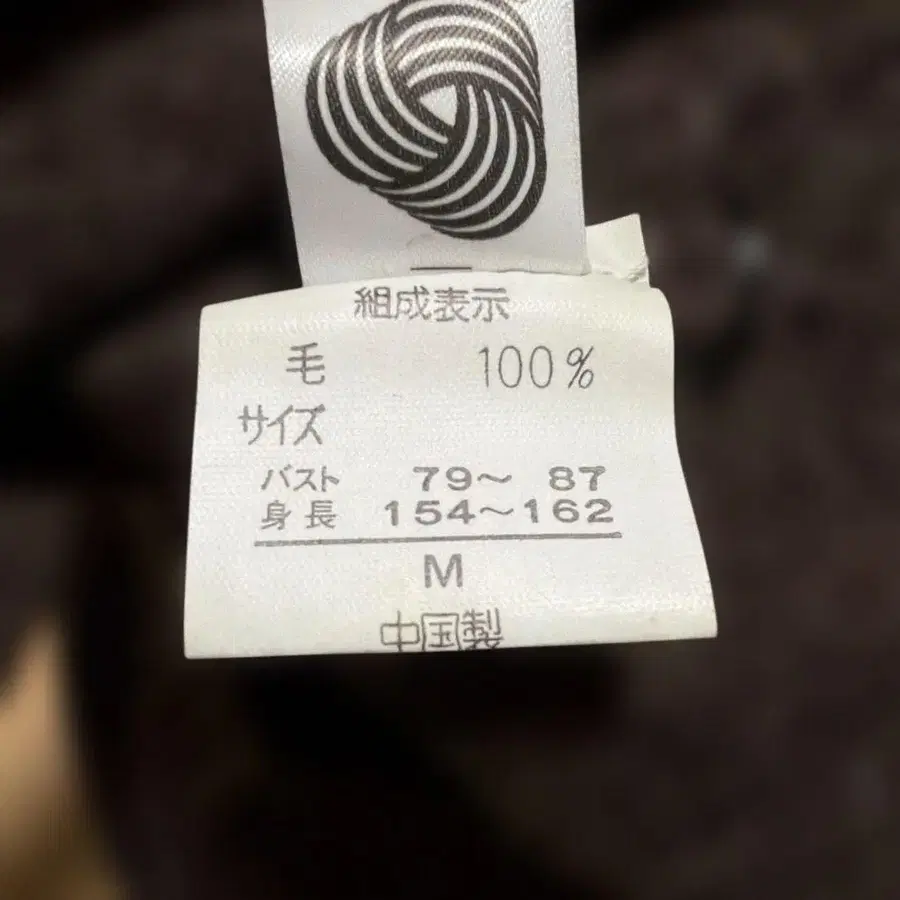 組成表示
毛 100%
サイズ
バスト 79〜 87
身長 154〜162
M
中国製